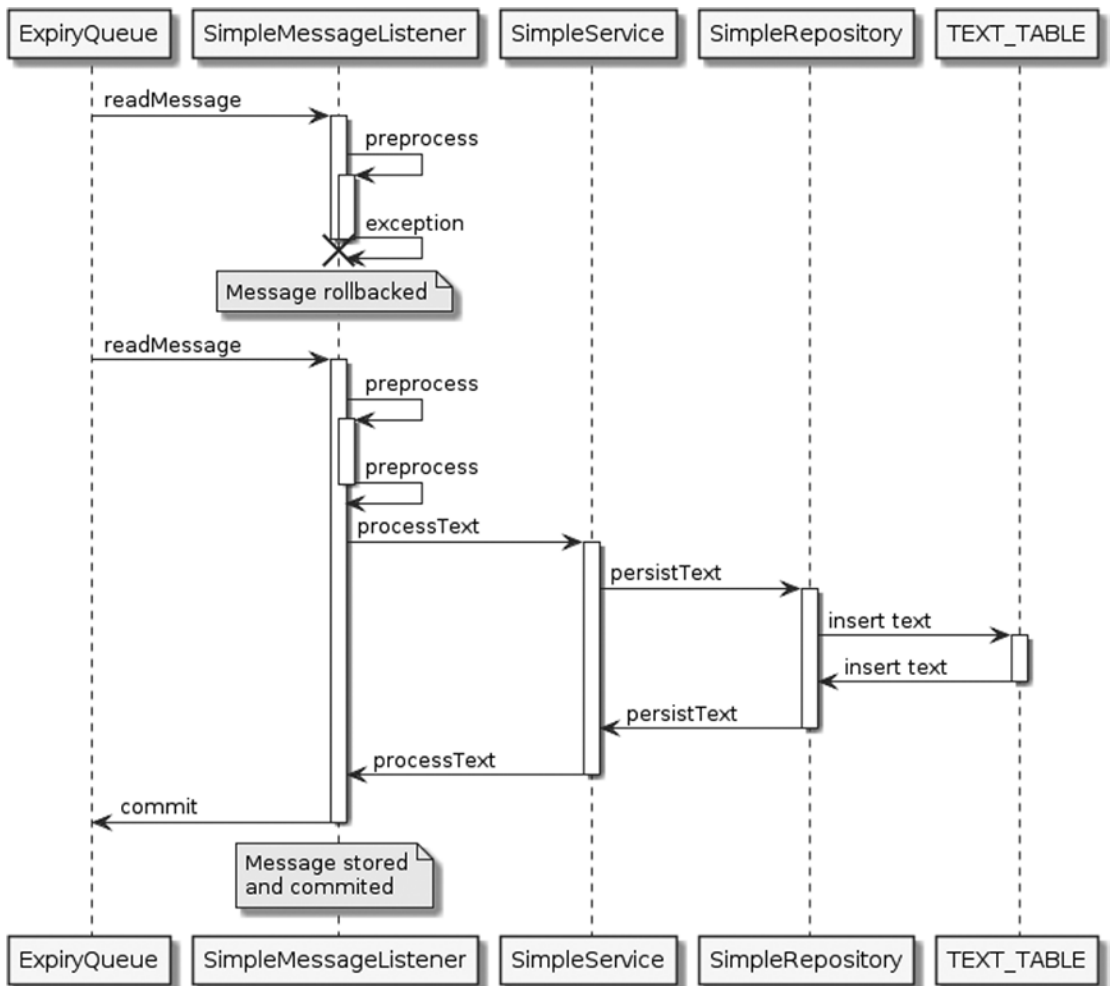 ExpiryQueue SimpleMessageListener SimpleService SimpleRepository TEXT_TABLE
readMessage
preprocess
exception
Message rollbacked
readMessage
preprocess
preprocess
processText
persistText
insert text
insert text
persistText
processText
commit
Message stored
and commited
ExpiryQueue SimpleMessageListener SimpleService SimpleRepository TEXT_TABLE